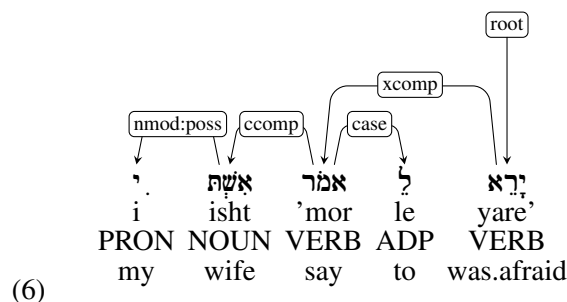 root
xcomp
nmod:poss ccomp case
יָרֵא לֵ אמֹר אִשְׁתּ ִי
i isht 'mor le yare'
PRON NOUN VERB ADP VERB
my wife say to was.afraid
(6)